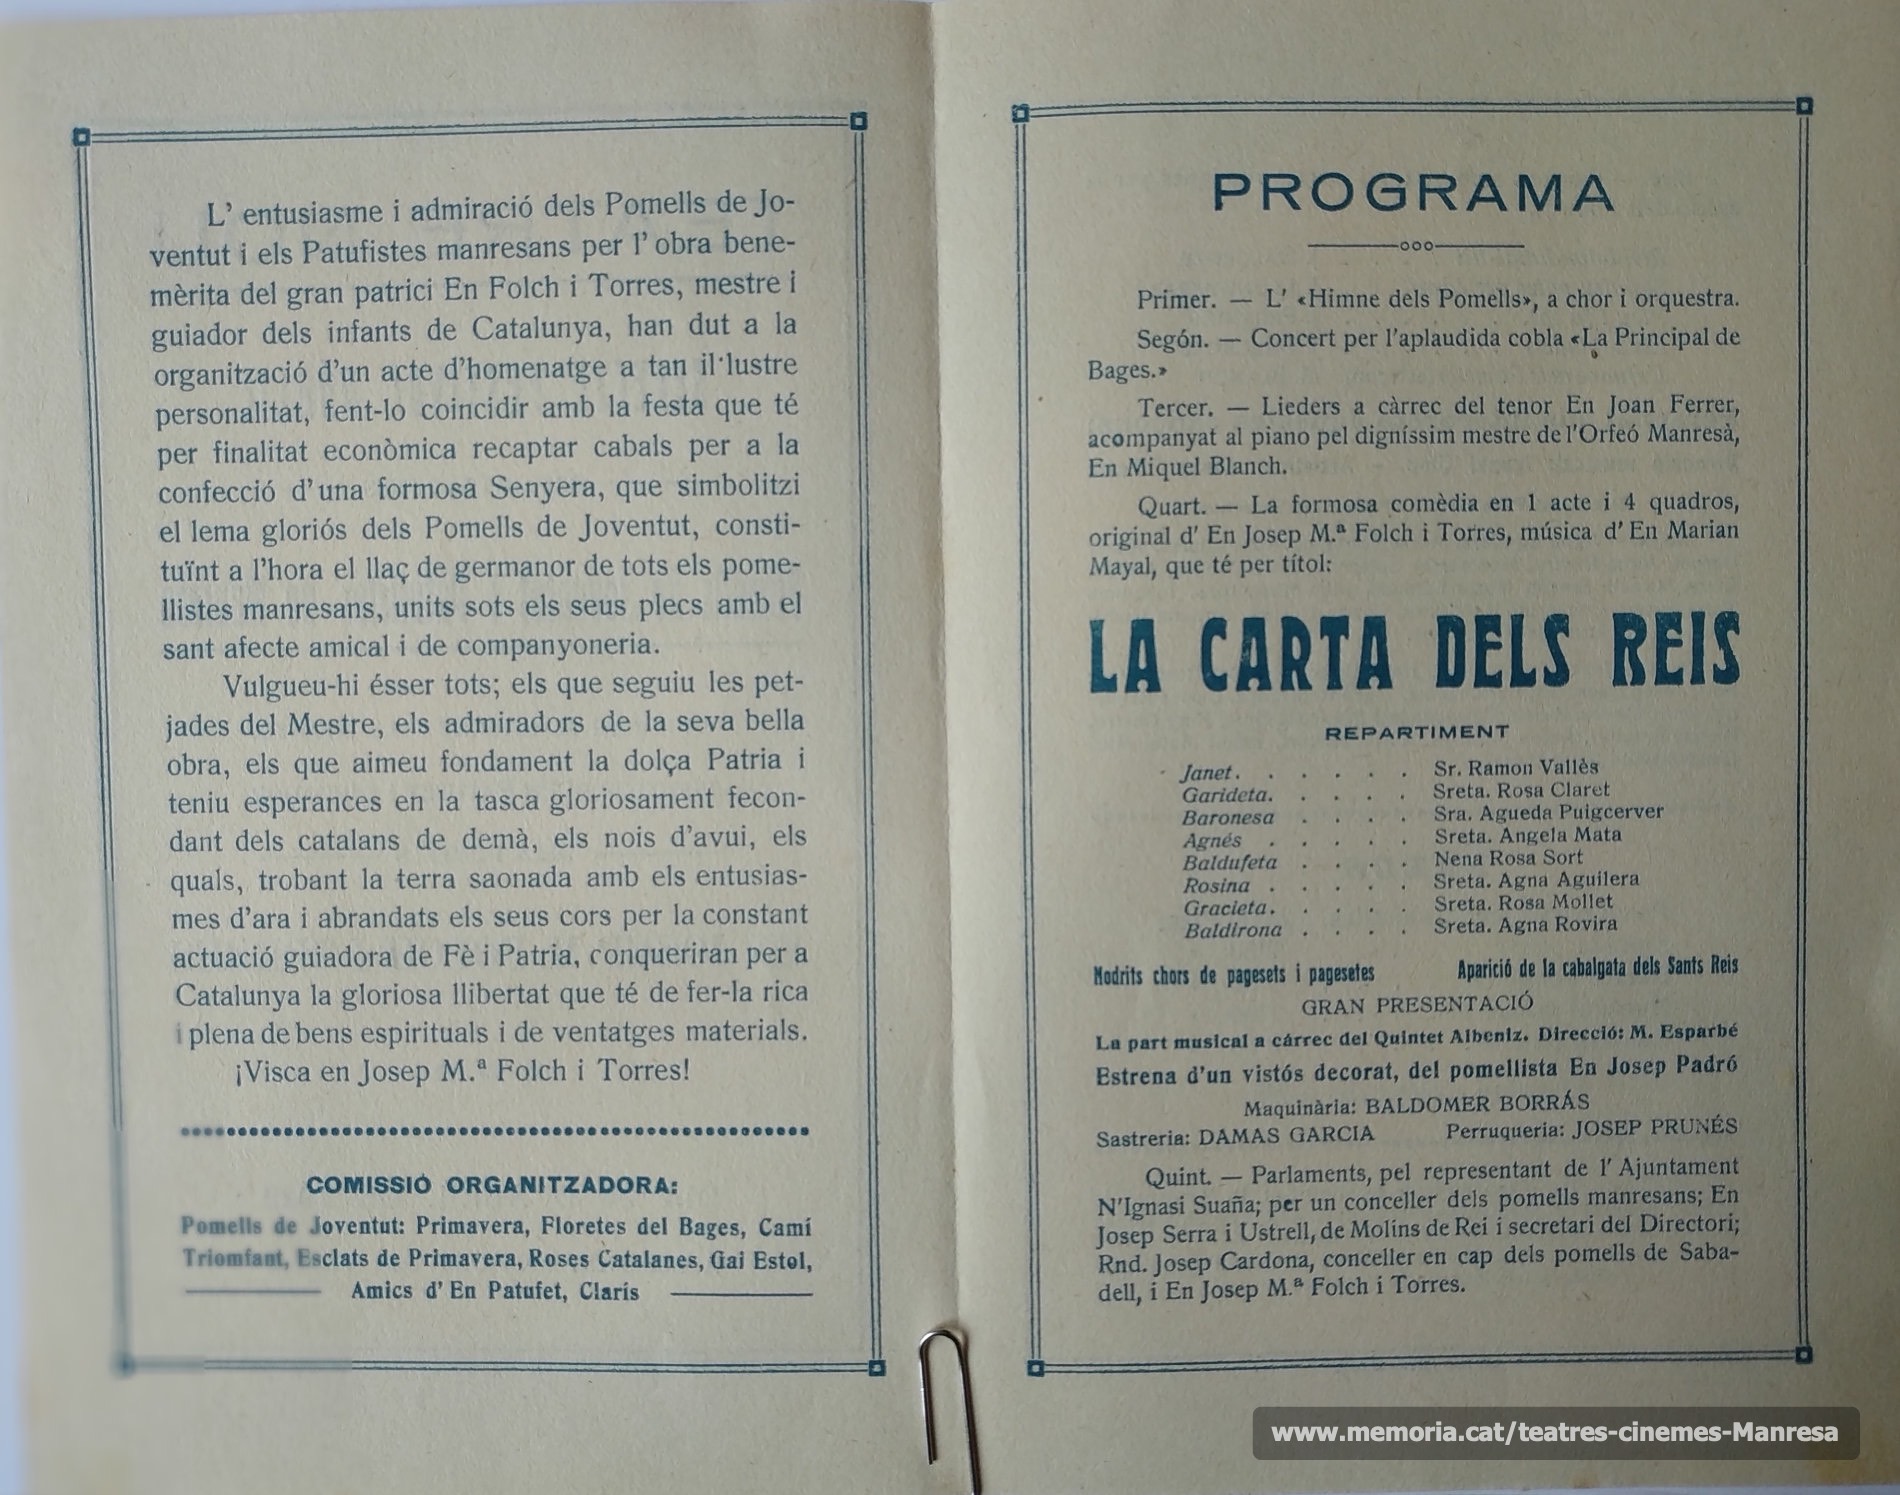 L' entusiasme i admiració dels Pomells de Jo-
ventut i els Patufistes manresans per l' obra bene-
mèrita del gran patrici En Folch i Torres, mestre i
guiador dels infants de Catalunya, han dut a la
organització d'un acte d'homenatge a tan il·lustre
personalitat, fent-lo coincidir amb la festa que té
per finalitat econòmica recaptar cabals per a la
confecció d'una formosa Senyera, que simbolitzi
el lema gloriós dels Pomells de Joventut, consti-
tuïnt a l'hora el llaç de germanor de tots els pome-
llistes manresans, units sots els seus plecs amb el
sant afecte amical i de companyoneria.
Vulgueu-hi ésser tots; els que seguiu les pet-
jades del Mestre, els admiradors de la seva bella
obra, els que aimeu fondament la dolça Patria i
teniu esperances en la tasca gloriosament fecon-
dant dels catalans de demà, els nois d'avui, els
quals, trobant la terra saonada amb els entusias-
mes d'ara i abrandats els seus cors per la constant
actuació guiadora de Fè i Patria, conqueriran per a
Catalunya la gloriosa llibertat que té de fer-la rica
i plena de bens espirituals i de ventatges materials.
¡Visca en Josep M.ª Folch i Torres!
COMISSIÓ ORGANITZADORA:
Pomells de Joventut: Primavera, Floretes del Bages, Camí
Triomfant, Esclats de Primavera, Roses Catalanes, Gai Estol,
Amics d' En Patufet, Claris
PROGRAMA
Primer. — L' «Himne dels Pomells», a chor i orquestra.
Segón. — Concert per l'aplaudida cobla «La Principal de
Bages.»
Tercer. — Lieders a càrrec del tenor En Joan Ferrer,
acompanyat al piano pel digníssim mestre de l'Orfeó Manresà,
En Miquel Blanch.
Quart. — La formosa comèdia en 1 acte i 4 quadros,
original d' En Josep M.ª Folch i Torres, música d' En Marian
Mayal, que té per títol:
LA CARTA DELS REIS
REPARTIMENT
Janet. . . . . . Sr. Ramon Vallès
Garideta. . . . . Sreta. Rosa Claret
Baronesa . . . . Sra. Agueda Puigcerver
Agnés . . . . . Sreta. Angela Mata
Baldufeta . . . . Nena Rosa Sort
Rosina . . . . . Sreta. Agna Aguilera
Gracieta. . . . . Sreta. Rosa Mollet
Baldirona . . . . Sreta. Agna Rovira
Nodrits chors de pagesets i pagesetes Aparició de la cabalgata dels Sants Reis
GRAN PRESENTACIÓ
La part musical a cárrec del Quintet Albeniz. Direcció: M. Esparbé
Estrena d'un vistós decorat, del pomellista En Josep Padró
Maquinària: BALDOMER BORRÁS
Sastreria: DAMAS GARCIA Perruqueria: JOSEP PRUNÉS
Quint. — Parlaments, pel representant de l' Ajuntament
N'Ignasi Suaña; per un conceller dels pomells manresans; En
Josep Serra i Ustrell, de Molins de Rei i secretari del Directori;
Rnd. Josep Cardona, conceller en cap dels pomells de Saba-
dell, i En Josep M.ª Folch i Torres.
www.memoria.cat/teatres-cinemes-Manresa